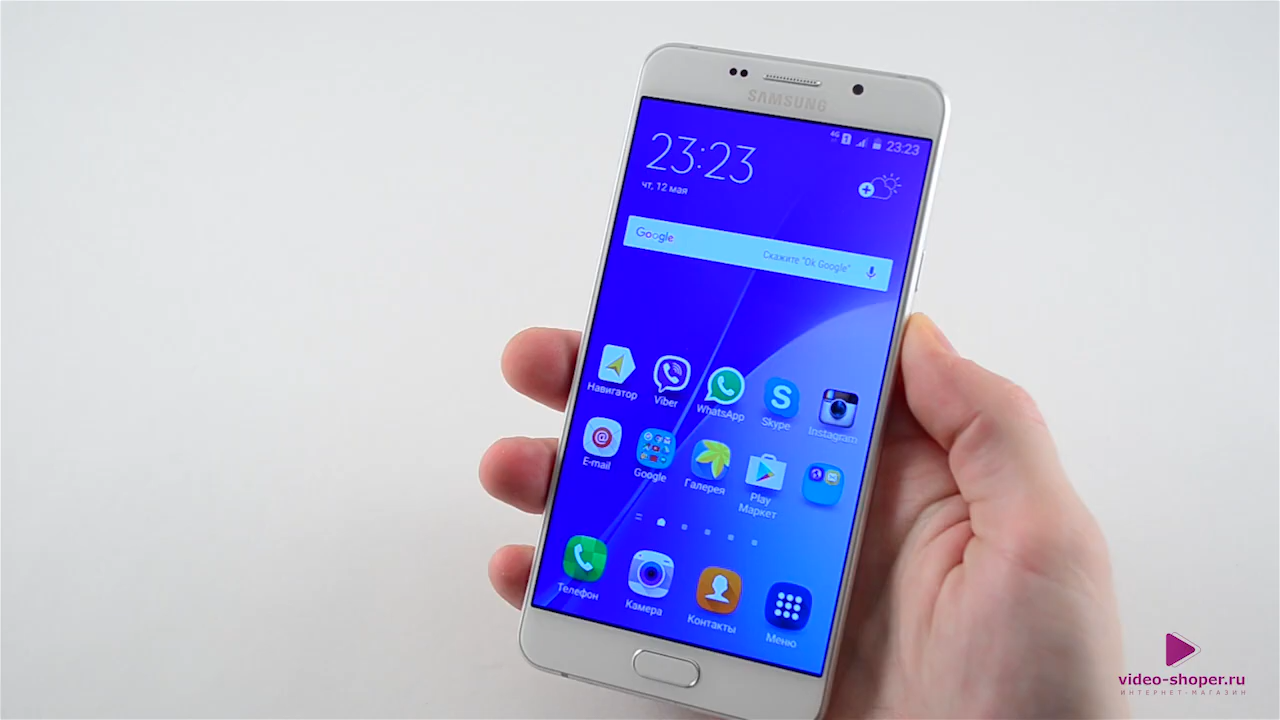 SAMSUNG
4G 1 23:23
23:23
чт, 12 мая
Google
Скажите "Ok Google"
Навигатор
Viber
WhatsApp
Skype
Instagram
E-mail
Google
Галерея
Play Маркет
Телефон
Камера
Контакты
Меню
video-shoper.ru
ИНТЕРНЕТ-МАГАЗИН